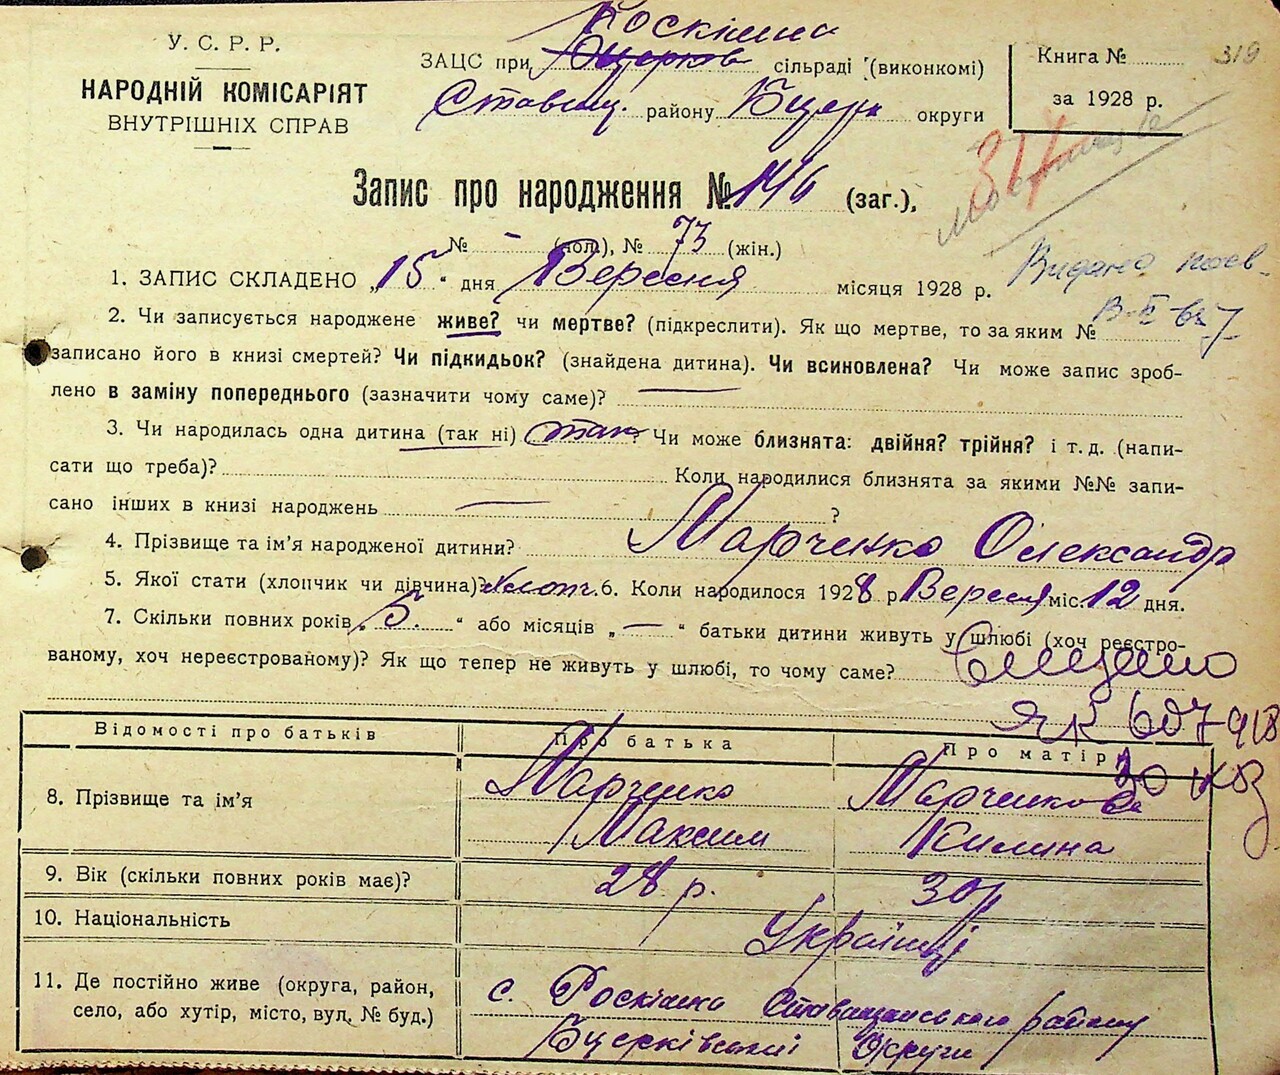 У. С. Р. Р.
НАРОДНІЙ КОМІСАРІЯТ
ВНУТРІШНІХ СПРАВ
Роскішна
ЗАЦС при Бцерков сільраді (виконкомі)
Ставищ. району Бцерк округи
Книга № 319
за 1928 р.
317
Запис про народження № 146 (заг.),
№ - (чол.), № 73 (жін.)
1. ЗАПИС СКЛАДЕНО „15" дня Вересня місяця 1928 р.
Видано
2. Чи записується народжене живе? чи мертве? (підкреслити). Як що мертве, то за яким №
записано його в книзі смертей? Чи підкидьок? (знайдена дитина). Чи всиновлена? Чи може запис зроб-
лено в заміну попереднього (зазначити чому саме)? —
3. Чи народилась одна дитина (так ні) так? Чи може близнята: двійня? трійня? і т.д. (напи-
сати що треба)? Коли народилися близнята за якими №№ запи-
сано інших в книзі народжень — ?
4. Прізвище та ім'я народженої дитини? Марченко Олександр
5. Якої стати (хлопчик чи дівчина)? Хлопч. 6. Коли народилося 1928 р Вересня міс. 12 дня.
7. Скільки повних років „5." або місяців „—" батьки дитини живуть у шлюбі (хоч реєстро-
ваному, хоч нереєстрованому)? Як що тепер не живуть у шлюбі, то чому саме?
ЯК 607918
Відомості про батьків Про батька Про матір
8. Прізвище та ім'я Марченко Максим Марченкова Килина
9. Вік (скільки повних років має)? 28 р. 30 р
10. Національність Українці
11. Де постійно живе (округа, район, с. Роскішна Ставищанського району
село, або хутір, місто, вул. № буд.) Бцерківської Округи